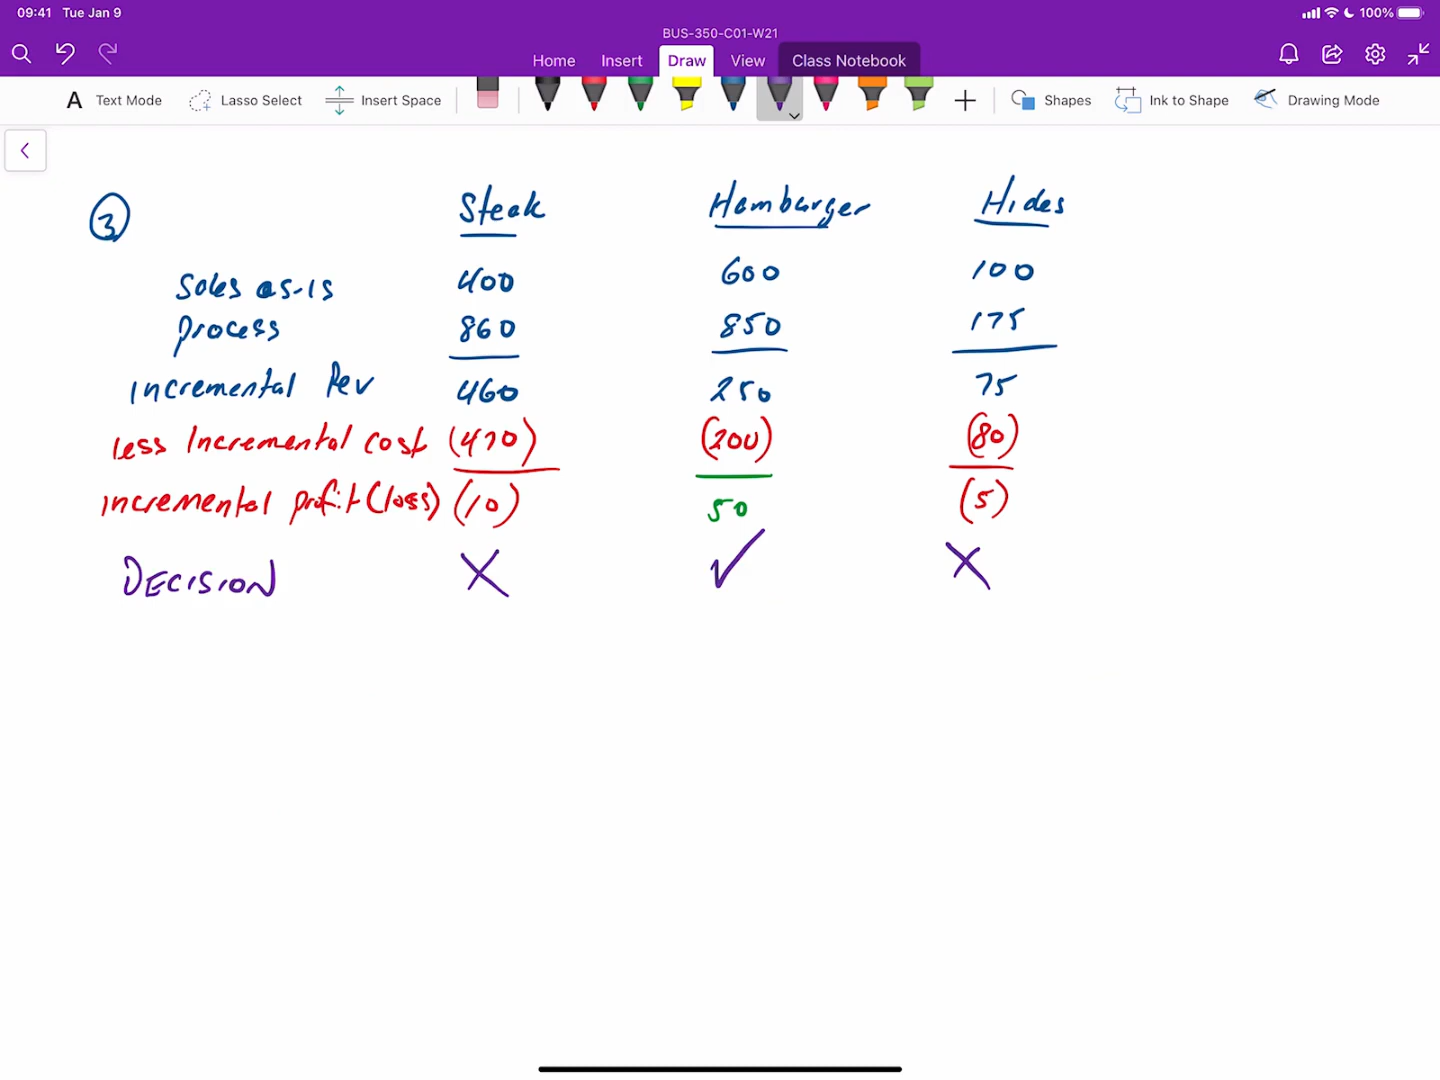 09:41 Tue Jan 9 100%
BUS-350-C01-W21
Home Insert Draw View Class Notebook
A Text Mode Lasso Select Insert Space Shapes Ink to Shape Drawing Mode
3 Steak Hamburger Hides
Sales as-is 400 600 100
process 860 850 175
Incremental Rev 460 250 75
less Incremental cost (470) (200) (80)
incremental profit (loss) (10) 50 (5)
DECISION X ✓ X